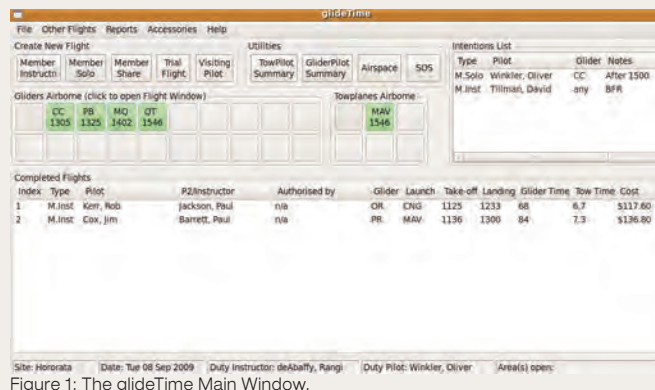 glideTime
File Other Flights Reports Accessories Help
Create New Flight Utilities Intentions List
Member Instructn Member Solo Member Share Trial Flight Visiting Pilot TowPilot Summary GliderPilot Summary Airspace SOS
Type Pilot Glider Notes
M.Solo Winkler, Oliver CC After 1500
M.Inst Tillman, David any BFR
Gliders Airborne (click to open Flight Window) Towplanes Airborne
CC PB MQ OT MAV
1305 1325 1402 1546 1546
Completed Flights
Index Type Pilot P2/Instructor Authorised by Glider Launch Take-off Landing Glider Time Tow Time Cost
1 M.Inst Kerr, Rob Jackson, Paul n/a OR CNG 1125 1233 68 6.7 $117.60
2 M.Inst Cox, Jim Barrett, Paul n/a PR MAV 1136 1300 84 7.3 $136.80
Site: Hororata Date: Tue 08 Sep 2009 Duty Instructor: deAbaffy, Rangi Duty Pilot: Winkler, Oliver Area(s) open:
Figure 1: The glideTime Main Window.